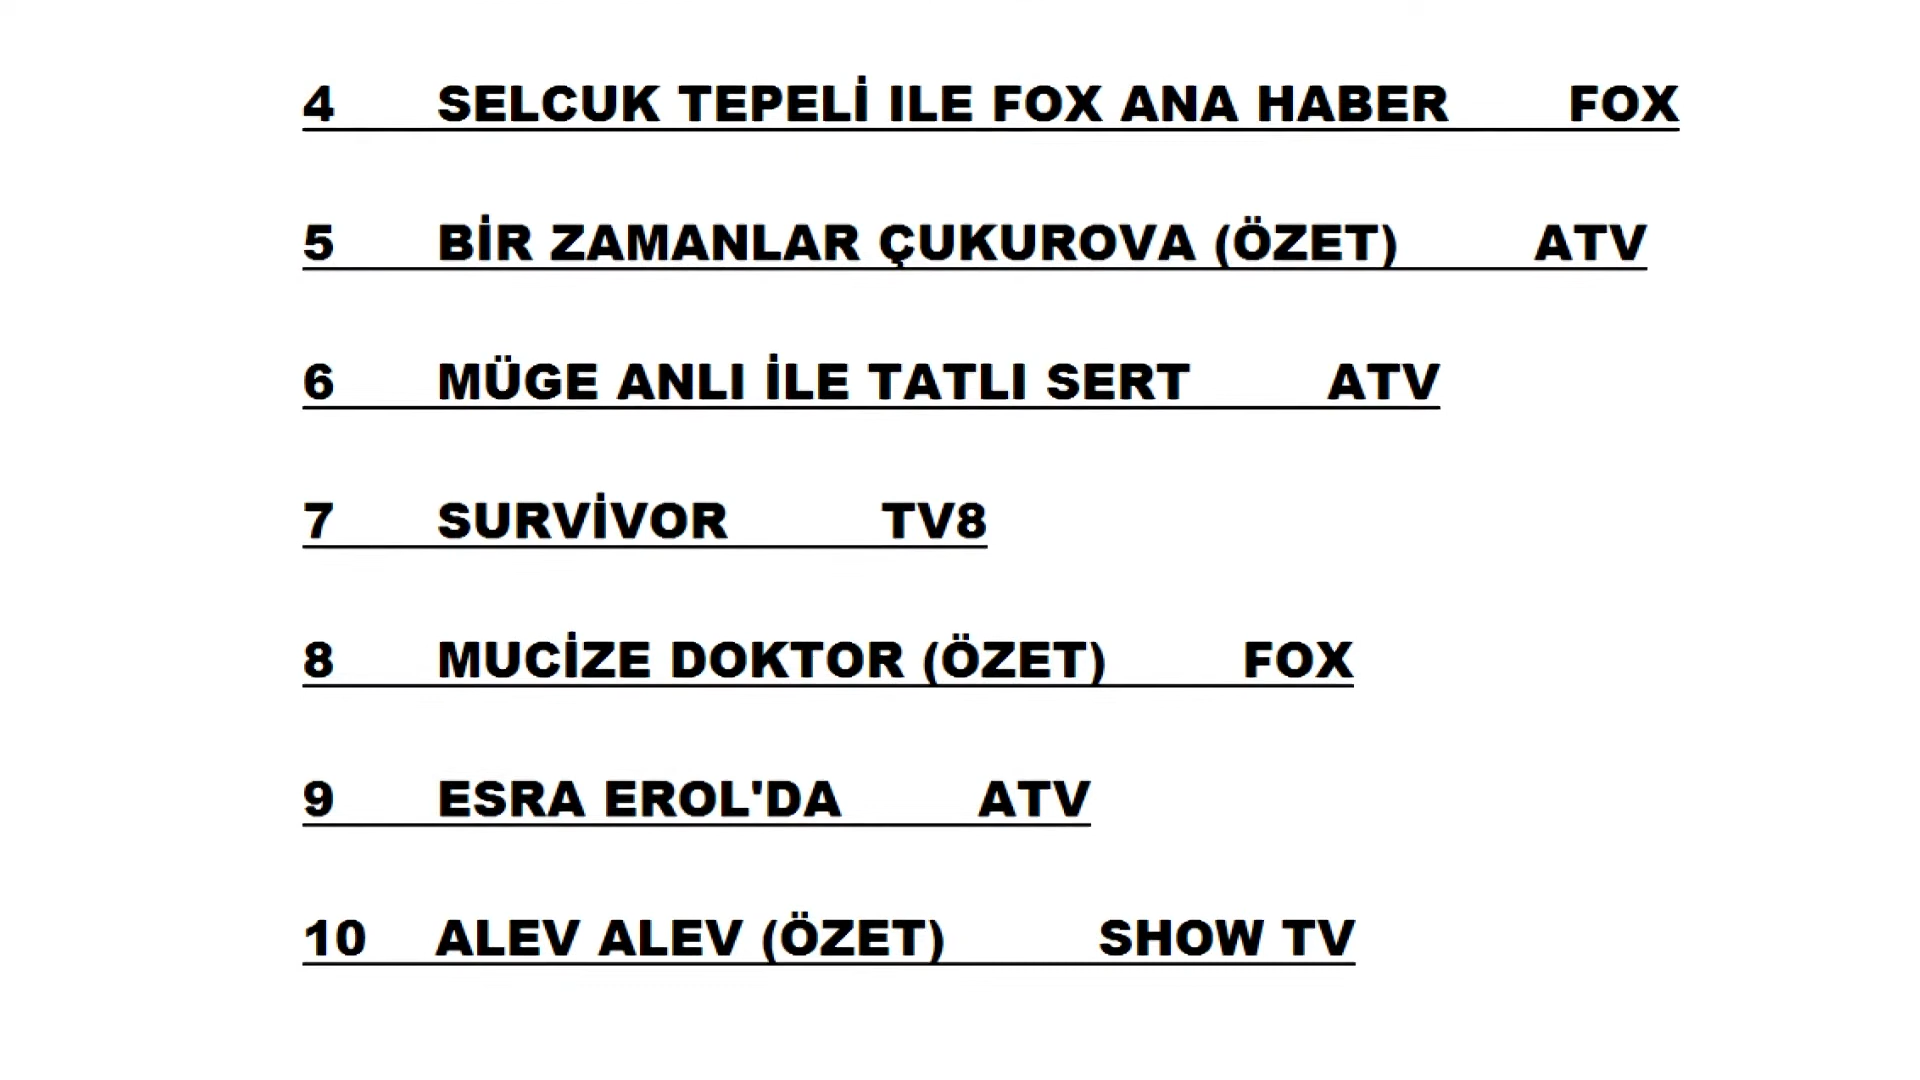 4 SELCUK TEPELİ ILE FOX ANA HABER FOX
5 BİR ZAMANLAR ÇUKUROVA (ÖZET) ATV
6 MÜGE ANLI İLE TATLI SERT ATV
7 SURVİVOR TV8
8 MUCİZE DOKTOR (ÖZET) FOX
9 ESRA EROL'DA ATV
10 ALEV ALEV (ÖZET) SHOW TV